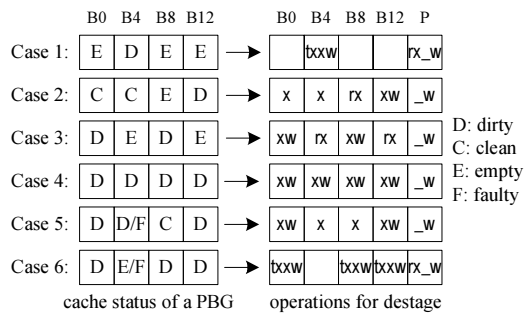 B0 B4 B8 B12 B0 B4 B8 B12 P
Case 1: E D E E txxw rx_w
Case 2: C C E D x x rx xw _w
Case 3: D E D E xw rx xw rx _w
Case 4: D D D D xw xw xw xw _w
Case 5: D D/F C D xw x x xw _w
Case 6: D E/F D D txxw txxw txxw rx_w
D: dirty
C: clean
E: empty
F: faulty
cache status of a PBG operations for destage